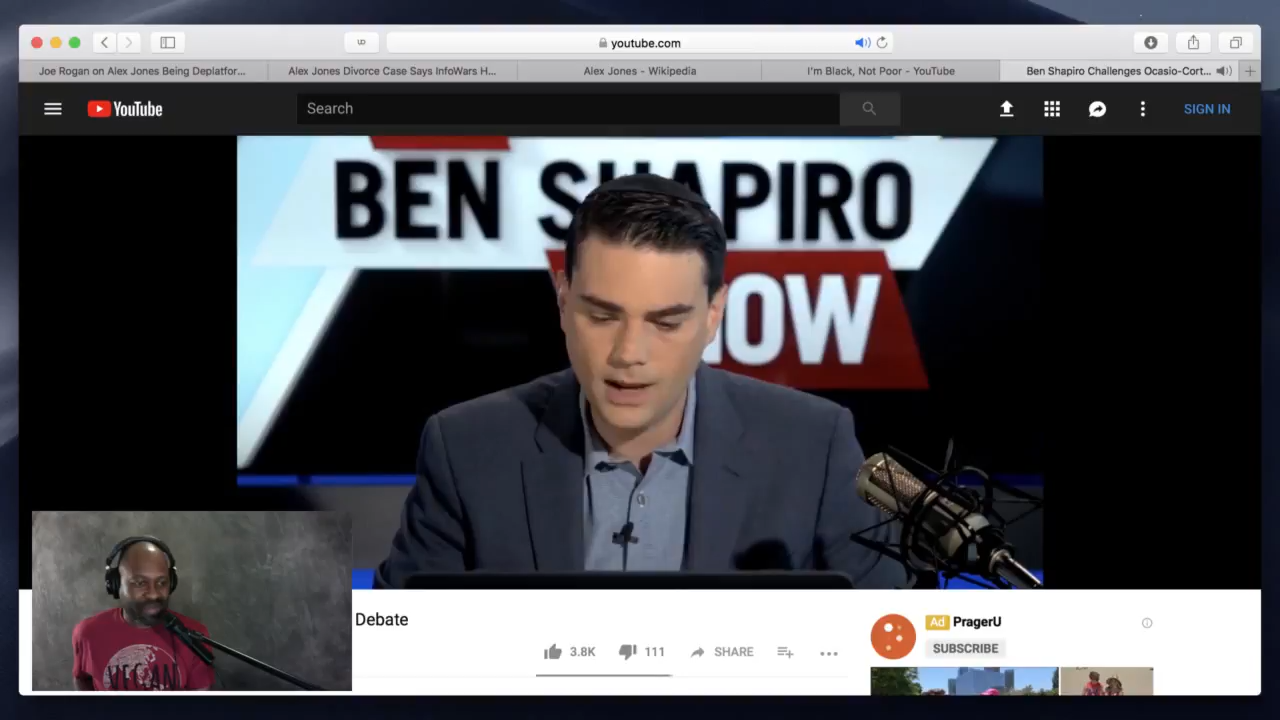 youtube.com
Joe Rogan on Alex Jones Being Deplatfor...
Alex Jones Divorce Case Says InfoWars H...
Alex Jones - Wikipedia
I'm Black, Not Poor - YouTube
Ben Shapiro Challenges Ocasio-Cort...
YouTube
Search
SIGN IN
BEN SHAPIRO
Debate
3.8K
111
SHARE
Ad PragerU
SUBSCRIBE
VEGAN